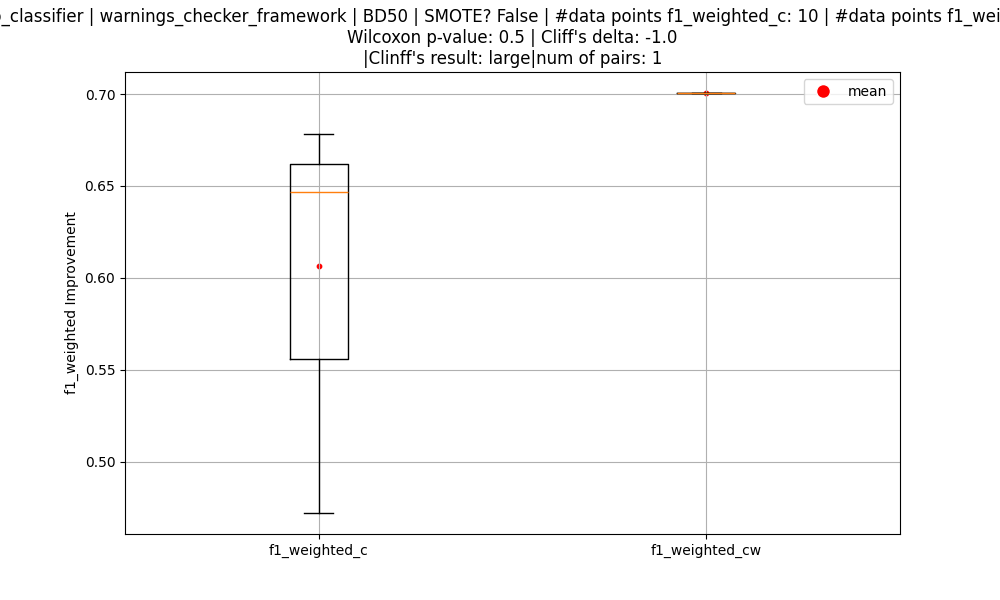 _classifier | warnings_checker_framework | BD50 | SMOTE? False | #data points f1_weighted_c: 10 | #data points
Wilcoxon p-value: 0.5 | Cliff's delta: -1.0
|Clinff's result: large|num of pairs: 1
mean
0.70
0.65
0.60
0.55
0.50
f1_weighted Improvement
f1_weighted_c
f1_weighted_cw